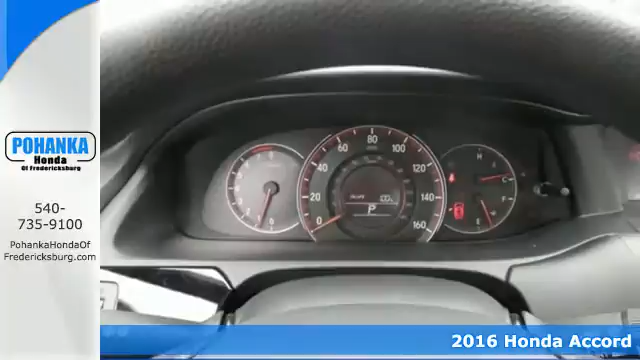 POHANKA
Honda
Of Fredericksburg
540-
735-9100
PohankaHondaOf
Fredericksburg.com
0
20
40
60
80
100
120
140
160
P
H
C
E
2016 Honda Accord